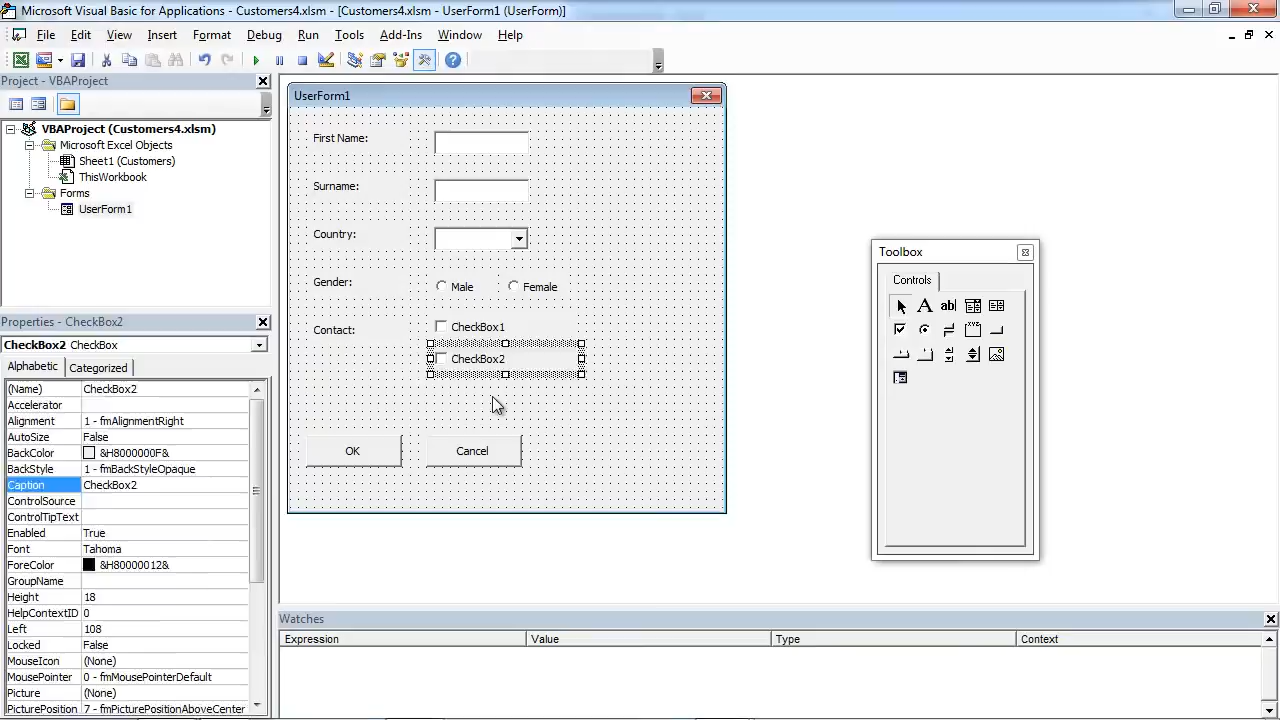 Microsoft Visual Basic for Applications - Customers4.xlsm - [Customers4.xlsm - UserForm1 (UserForm)]
File Edit View Insert Format Debug Run Tools Add-Ins Window Help
Project - VBAProject
VBAProject (Customers4.xlsm)
Microsoft Excel Objects
Sheet1 (Customers)
ThisWorkbook
Forms
UserForm1
Properties - CheckBox2
CheckBox2 CheckBox
Alphabetic Categorized
(Name) CheckBox2
Accelerator
Alignment 1 - fmAlignmentRight
AutoSize False
BackColor &H8000000F&
BackStyle 1 - fmBackStyleOpaque
Caption CheckBox2
ControlSource
ControlTipText
Enabled True
Font Tahoma
ForeColor &H80000012&
GroupName
Height 18
HelpContextID 0
Left 108
Locked False
MouseIcon (None)
MousePointer 0 - fmMousePointerDefault
Picture (None)
PicturePosition 7 - fmPicturePositionAboveCenter
UserForm1
First Name:
Surname:
Country:
Gender: Male Female
Contact: CheckBox1
CheckBox2
OK Cancel
Toolbox
Controls
A ab|
xyz
Watches
Expression Value Type Context